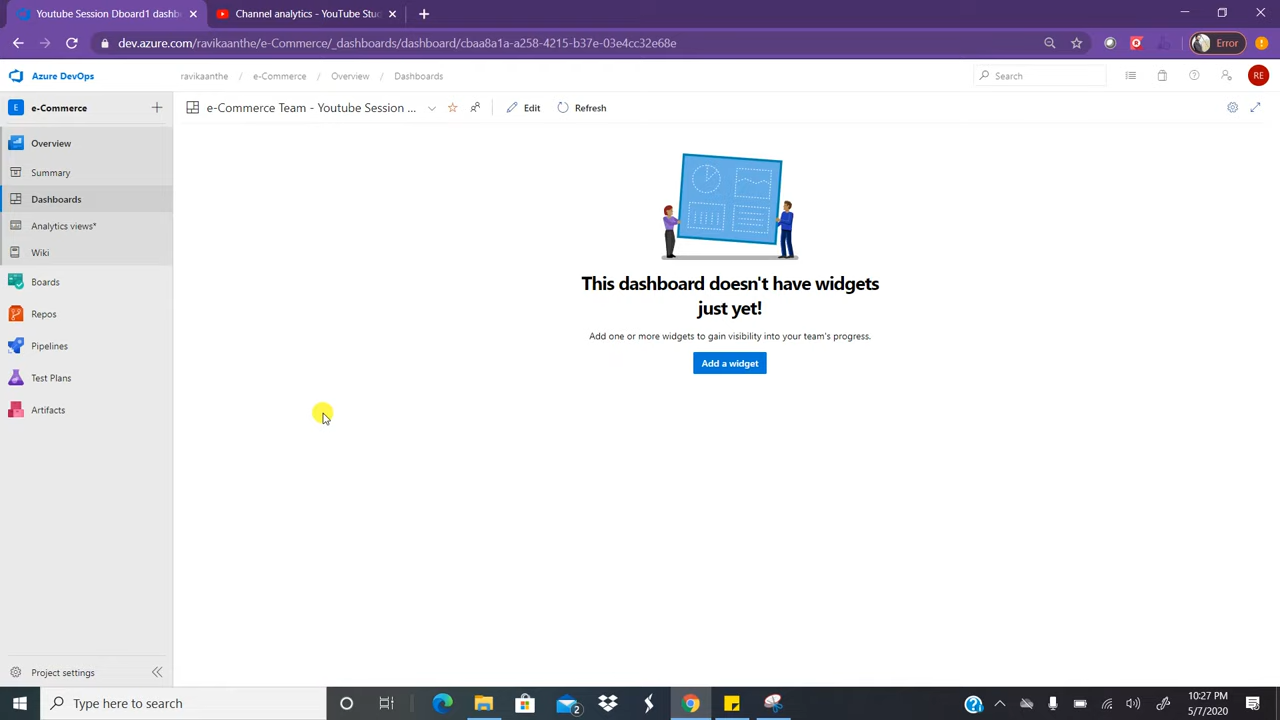 Youtube Session Dboard1 dashb
Channel analytics - YouTube Stud
dev.azure.com/ravikaanthe/e-Commerce/_dashboards/dashboard/cbaa8a1a-a258-4215-b37e-03e4cc32e68e
Error
Azure DevOps
ravikaanthe / e-Commerce / Overview / Dashboards
Search
RE
E e-Commerce
e-Commerce Team - Youtube Session ...
Edit
Refresh
Overview
Summary
Dashboards
Analytics views*
Wiki
Boards
Repos
Pipelines
Test Plans
Artifacts
This dashboard doesn't have widgets
just yet!
Add one or more widgets to gain visibility into your team's progress.
Add a widget
Project settings
Type here to search
2
10:27 PM
5/7/2020